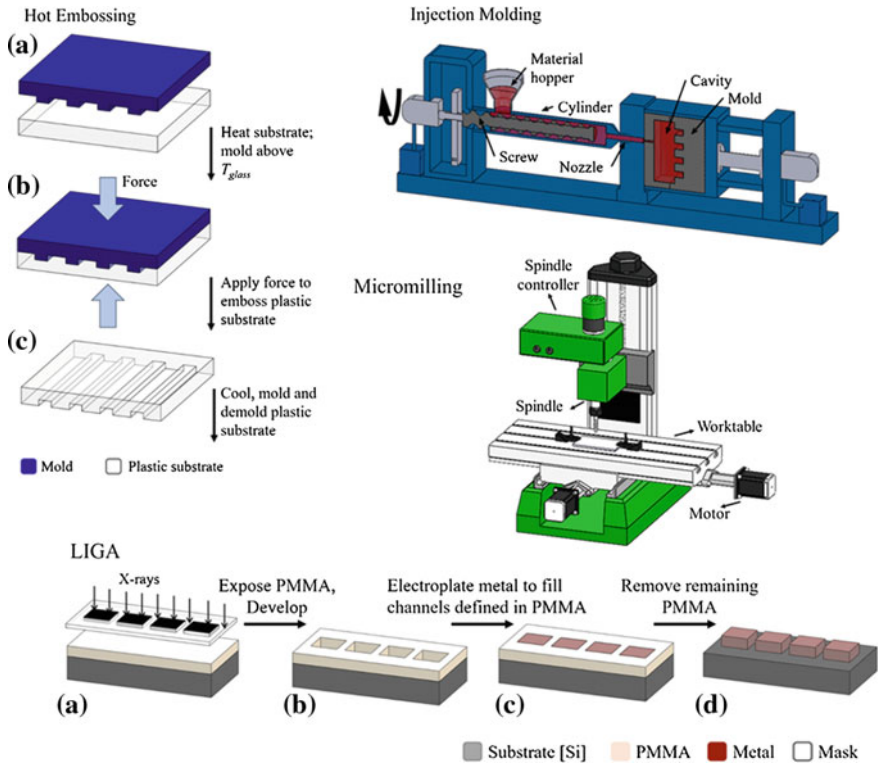 Hot Embossing
(a)
Heat substrate;
mold above
Tglass
(b)
Force
Apply force to
emboss plastic
substrate
(c)
Cool, mold and
demold plastic
substrate
Mold
Plastic substrate
Injection Molding
Material
hopper
Cylinder
Cavity
Mold
Screw
Nozzle
Micromilling
Spindle
controller
Spindle
Worktable
Motor
LIGA
X-rays
Expose PMMA,
Develop
Electroplate metal to fill
channels defined in PMMA
Remove remaining
PMMA
(a)
(b)
(c)
(d)
Substrate [Si]
PMMA
Metal
Mask